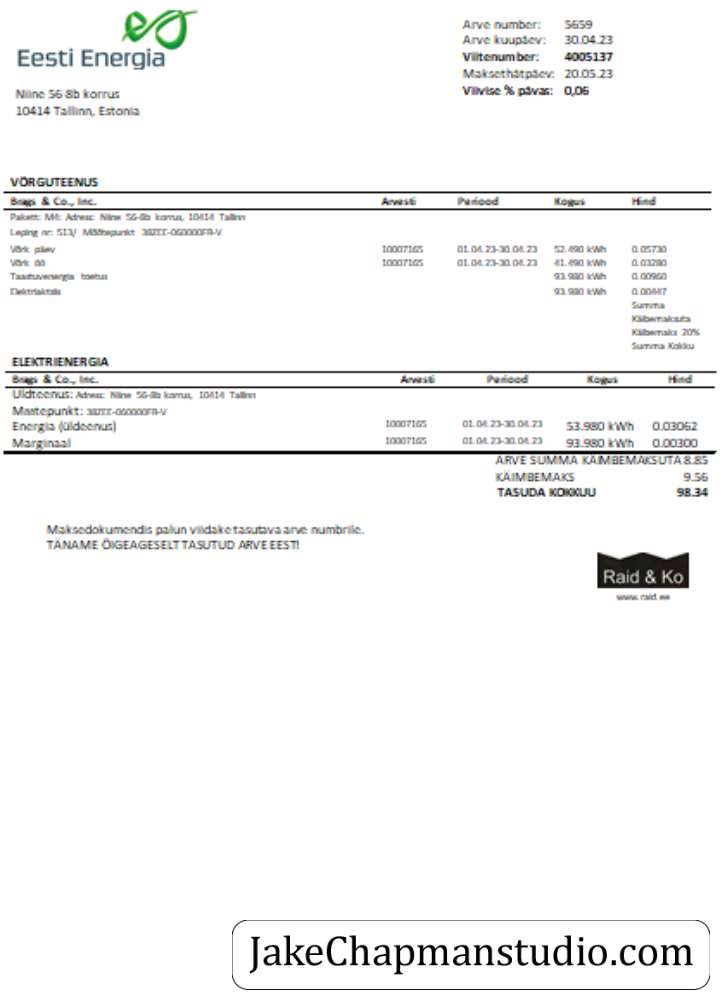 Eesti Energia
Niine 56 8b korrus
10414 Tallinn, Estonia
Arve number: 5659
Arve kuupäev: 30.04.23
Viitenumber: 4005137
Maksethätpäev: 20.05.23
Viivise % pävas: 0,06
VÕRGUTEENUS
Brags & Co., Inc. Arvesti Periood Kogus Hind
Pakett: M4: Adress: Niine 56-8b korrus, 10414 Tallinn
Leping nr: 513/ Mõõtepunkt 38ZEE-060000FR-V
Võrk päev 10007165 01.04.23-30.04.23 52.490 kWh 0.05730
Võrk öö 10007165 01.04.23-30.04.23 41.490 kWh 0.03280
Taastuvenergia toetus 93.980 kWh 0.00960
Elektriaktsiis 93.980 kWh 0.00447
Summa
Käibemaksuta
Käibemaks 20%
Summa Kokku
ELEKTRIENERGIA
Brags & Co., Inc. Arvesti Periood Kogus Hind
Üldteenus: Adress: Niine 56-8b korrus, 10414 Tallinn
Mõõtepunkt: 38ZEE-060000FR-V
Energia (üldeenus) 10007165 01.04.23-30.04.23 53.980 kWh 0.03062
Marginaal 10007165 01.04.23-30.04.23 93.980 kWh 0.00300
ARVE SUMMA KÄIMBEMAKSUTA 8.85
KÄIMBEMAKS 9.56
TASUDA KOKKUU 98.34
Maksedokumendis palun viidake tasutava arve numbrile.
TÄNAME ÕIGEAGESELT TASUTUD ARVE EEST!
Raid & Ko
www.raid.ee
JakeChapmanstudio.com